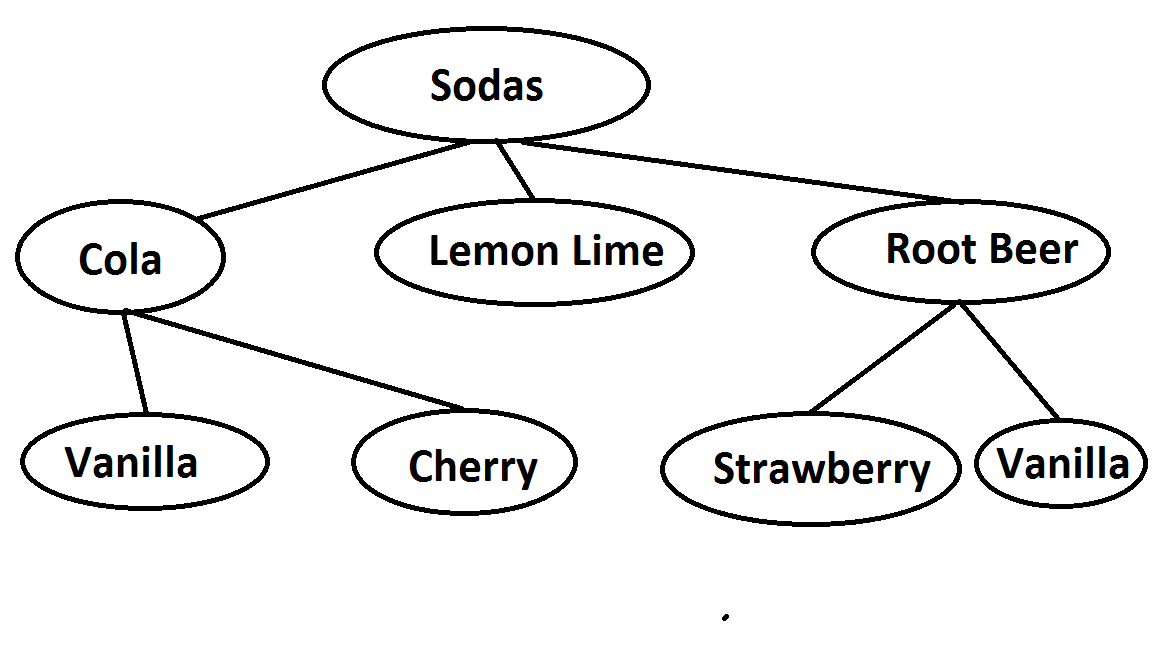 Sodas
Cola
Lemon Lime
Root Beer
Vanilla
Cherry
Strawberry
Vanilla